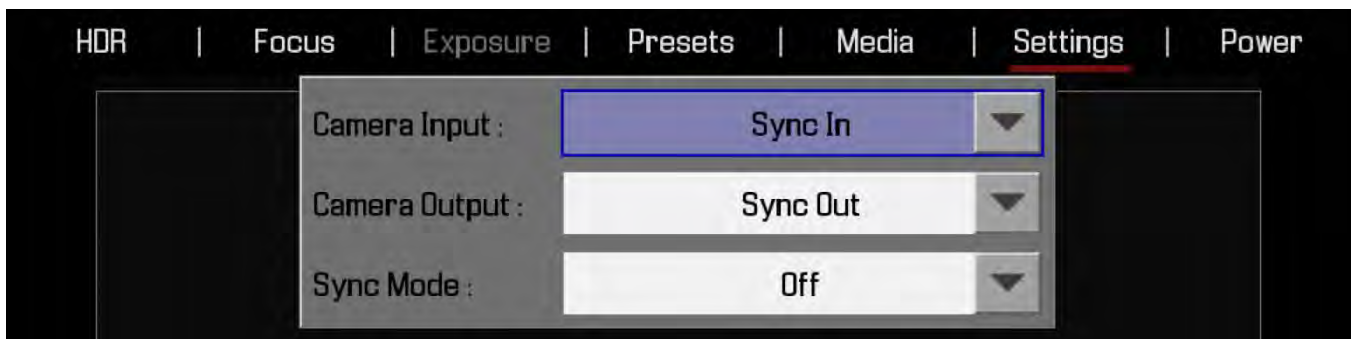 HDR | Focus | Exposure | Presets | Media | Settings | Power
Camera Input : Sync In
Camera Output : Sync Out
Sync Mode : Off